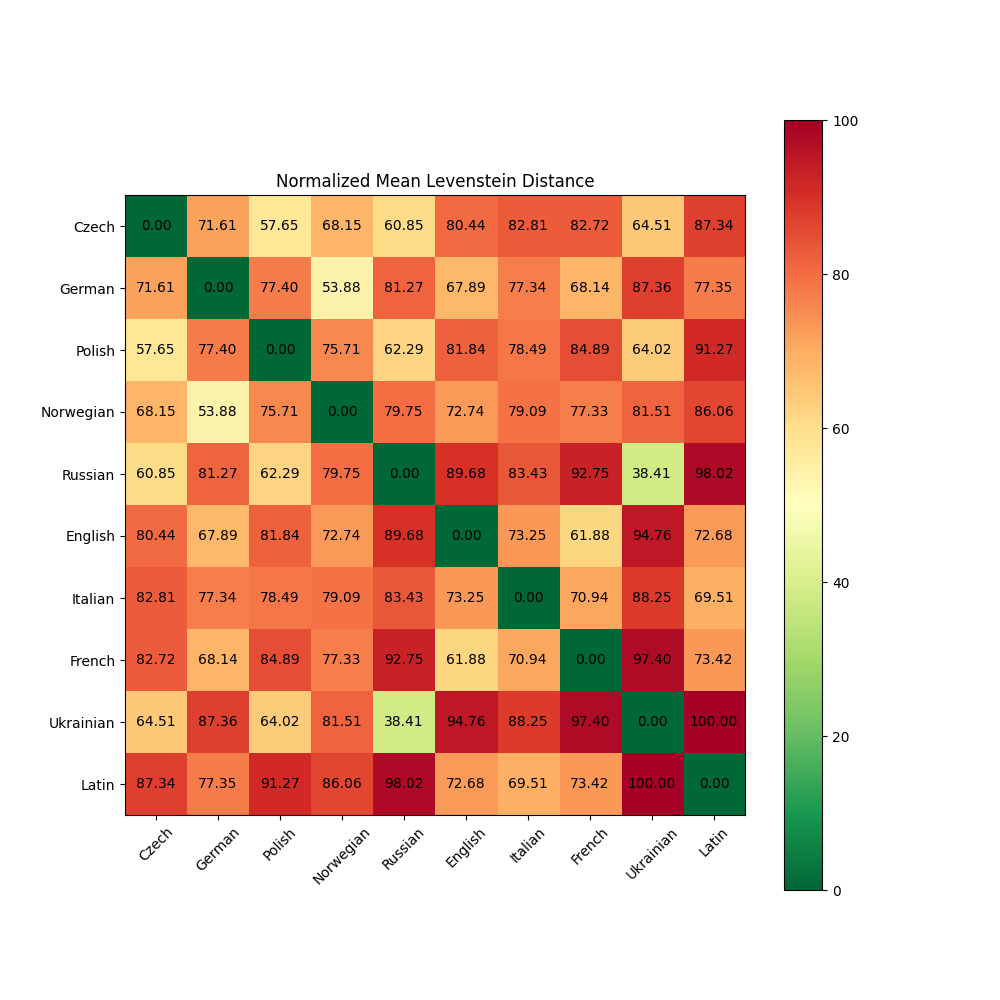 Normalized Mean Levenstein Distance
100
Czech 0.00 71.61 57.65 68.15 60.85 80.44 82.81 82.72 64.51 87.34
80
German 71.61 0.00 77.40 53.88 81.27 67.89 77.34 68.14 87.36 77.35
Polish 57.65 77.40 0.00 75.71 62.29 81.84 78.49 84.89 64.02 91.27
Norwegian 68.15 53.88 75.71 0.00 79.75 72.74 79.09 77.33 81.51 86.06
60
Russian 60.85 81.27 62.29 79.75 0.00 89.68 83.43 92.75 38.41 98.02
English 80.44 67.89 81.84 72.74 89.68 0.00 73.25 61.88 94.76 72.68
40
Italian 82.81 77.34 78.49 79.09 83.43 73.25 0.00 70.94 88.25 69.51
French 82.72 68.14 84.89 77.33 92.75 61.88 70.94 0.00 97.40 73.42
Ukrainian 64.51 87.36 64.02 81.51 38.41 94.76 88.25 97.40 0.00 100.00
20
Latin 87.34 77.35 91.27 86.06 98.02 72.68 69.51 73.42 100.00 0.00
Czech German Polish Norwegian Russian English Italian French Ukrainian Latin
0